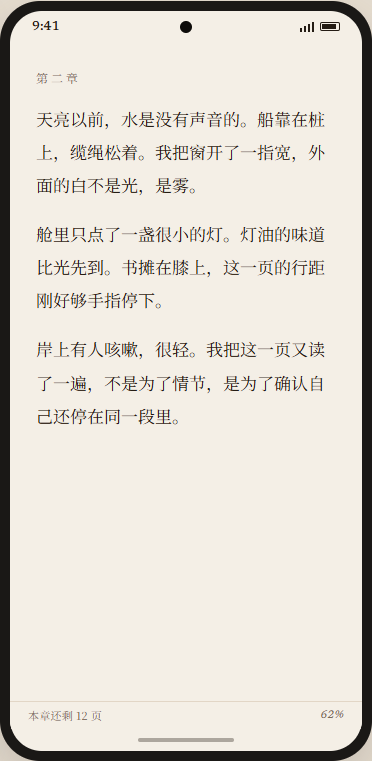 9:41
第二章
天亮以前，水是没有声音的。船靠在桩
上，缆绳松着。我把窗开了一指宽，外
面的白不是光，是雾。
舱里只点了一盏很小的灯。灯油的味道
比光先到。书摊在膝上，这一页的行距
刚好够手指停下。
岸上有人咳嗽，很轻。我把这一页又读
了一遍，不是为了情节，是为了确认自
己还停在同一段里。
本章还剩 12 页
62%